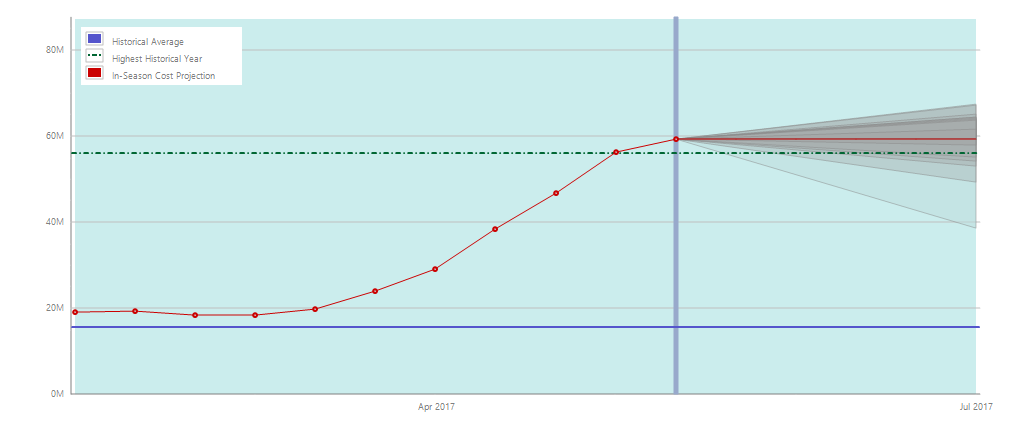 Historical Average
Highest Historical Year
In-Season Cost Projection
80M
60M
40M
20M
0M
Apr 2017
Jul 2017